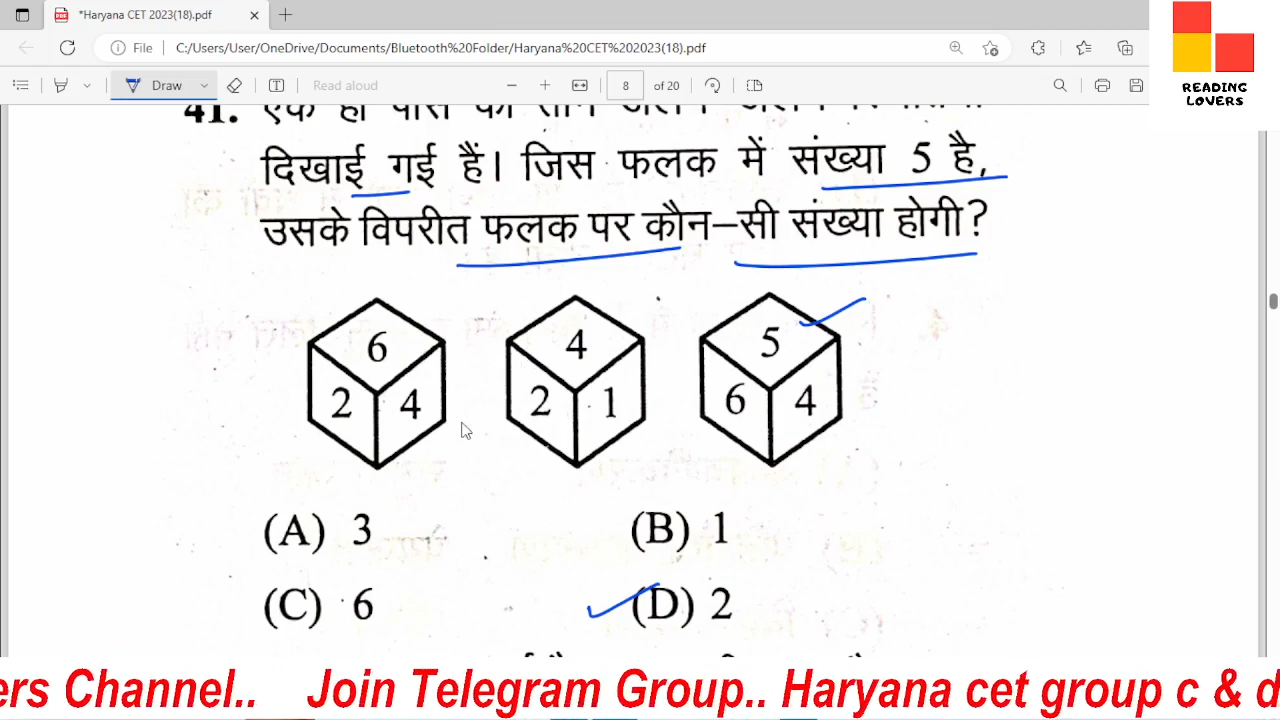 *Haryana CET 2023(18).pdf
File C:/Users/User/OneDrive/Documents/Bluetooth%20Folder/Haryana%20CET%202023(18).pdf
READING
LOVERS
Draw
Read aloud
8 of 20
41. एक ही
दिखाई गई हैं। जिस फलक में संख्या 5 है,
उसके विपरीत फलक पर कौन–सी संख्या होगी?
6 4 5
2 4 2 1 6 4
(A) 3 (B) 1
(C) 6 (D) 2
ers Channel.. Join Telegram Group.. Haryana cet group c & d